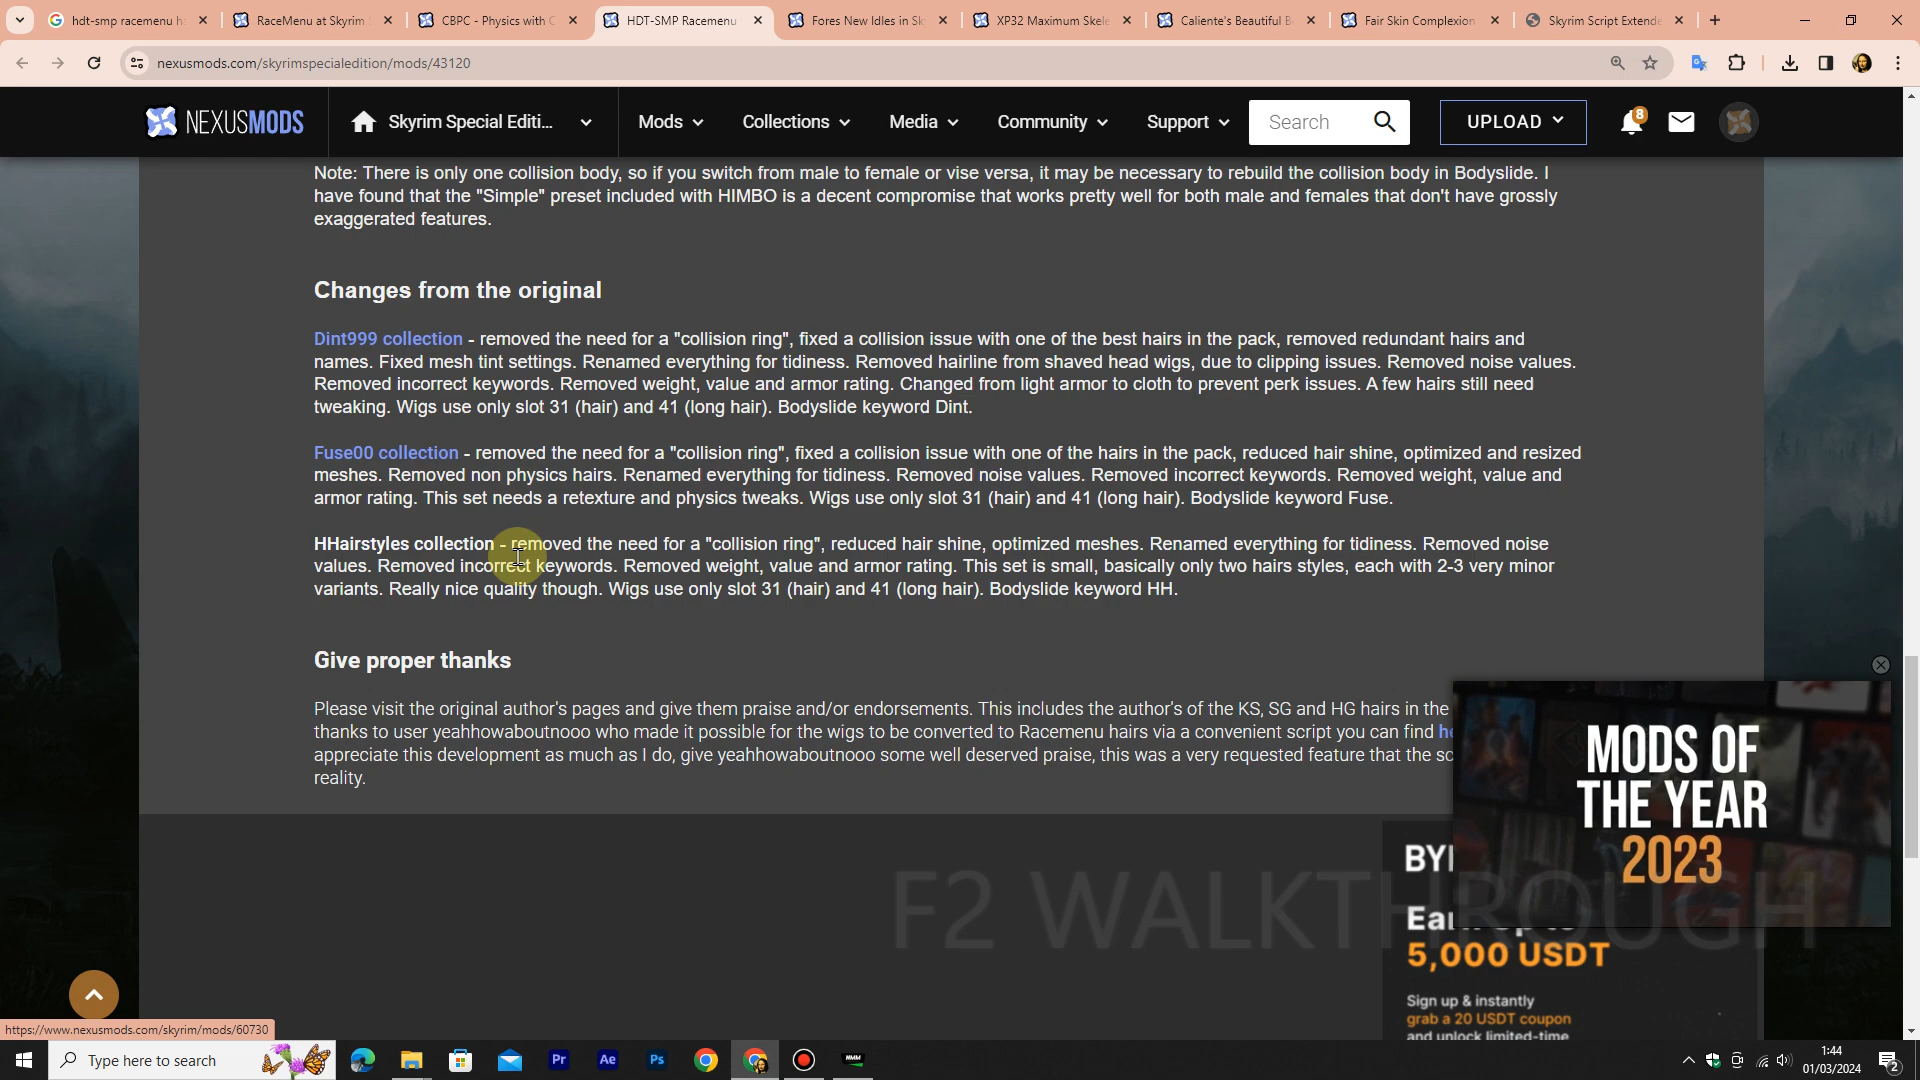 hdt-smp racemenu h
RaceMenu at Skyrim
CBPC - Physics with C
HDT-SMP Racemenu
Fores New Idles in Sk
XP32 Maximum Skele
Caliente's Beautiful B
Fair Skin Complexion
Skyrim Script Extende
nexusmods.com/skyrimspecialedition/mods/43120
NEXUSMODS
Skyrim Special Editi...
Mods
Collections
Media
Community
Support
Search
UPLOAD
8
Note: There is only one collision body, so if you switch from male to female or vise versa, it may be necessary to rebuild the collision body in Bodyslide. I
have found that the "Simple" preset included with HIMBO is a decent compromise that works pretty well for both male and females that don't have grossly
exaggerated features.
Changes from the original
Dint999 collection - removed the need for a "collision ring", fixed a collision issue with one of the best hairs in the pack, removed redundant hairs and
names. Fixed mesh tint settings. Renamed everything for tidiness. Removed hairline from shaved head wigs, due to clipping issues. Removed noise values.
Removed incorrect keywords. Removed weight, value and armor rating. Changed from light armor to cloth to prevent perk issues. A few hairs still need
tweaking. Wigs use only slot 31 (hair) and 41 (long hair). Bodyslide keyword Dint.
Fuse00 collection - removed the need for a "collision ring", fixed a collision issue with one of the hairs in the pack, reduced hair shine, optimized and resized
meshes. Removed non physics hairs. Renamed everything for tidiness. Removed noise values. Removed incorrect keywords. Removed weight, value and
armor rating. This set needs a retexture and physics tweaks. Wigs use only slot 31 (hair) and 41 (long hair). Bodyslide keyword Fuse.
HHairstyles collection - removed the need for a "collision ring", reduced hair shine, optimized meshes. Renamed everything for tidiness. Removed noise
values. Removed incorrect keywords. Removed weight, value and armor rating. This set is small, basically only two hairs styles, each with 2-3 very minor
variants. Really nice quality though. Wigs use only slot 31 (hair) and 41 (long hair). Bodyslide keyword HH.
Give proper thanks
Please visit the original author's pages and give them praise and/or endorsements. This includes the author's of the KS, SG and HG hairs in the
thanks to user yeahhowaboutnooo who made it possible for the wigs to be converted to Racemenu hairs via a convenient script you can find
appreciate this development as much as I do, give yeahhowaboutnooo some well deserved praise, this was a very requested feature that the
reality.
MODS OF
THE YEAR
2023
F2 WALKTHROUGH
5,000 USDT
Sign up & instantly
grab a 20 USDT coupon
and unlock limited-time
https://www.nexusmods.com/skyrim/mods/60730
Type here to search
Pr
Ae
Ps
NMM
1:44
01/03/2024
2